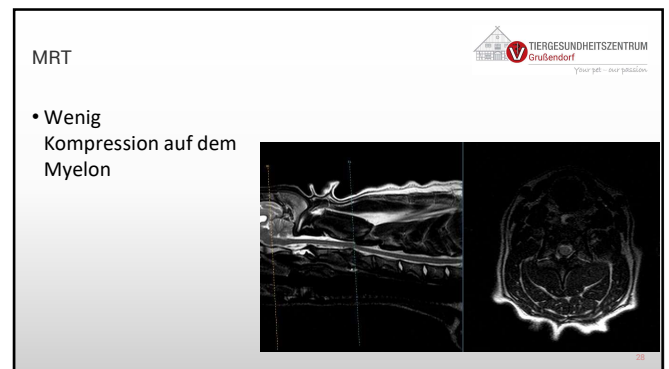 MRT
TIERGESUNDHEITSZENTRUM
Grußendorf
Your pet - our passion
• Wenig
Kompression auf dem
Myelon
28